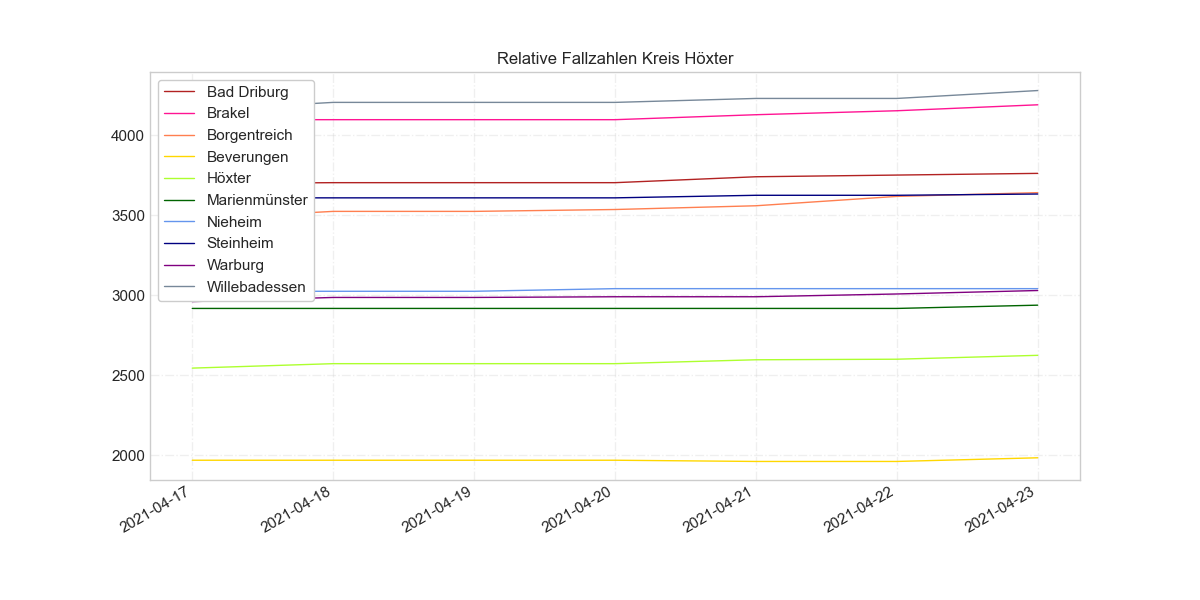 Relative Fallzahlen Kreis Höxter
Bad Driburg
Brakel
Borgentreich
Beverungen
Höxter
Marienmünster
Nieheim
Steinheim
Warburg
Willebadessen
4000
3500
3000
2500
2000
2021-04-17
2021-04-18
2021-04-19
2021-04-20
2021-04-21
2021-04-22
2021-04-23